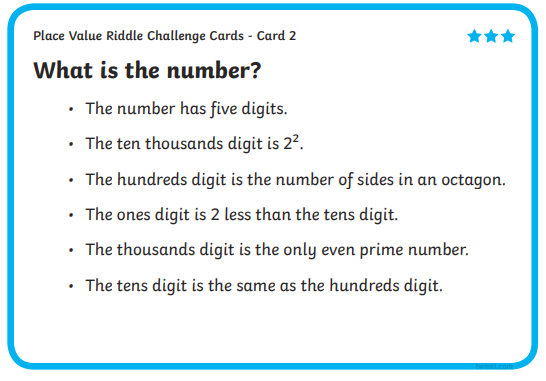 Place Value Riddle Challenge Cards - Card 2
What is the number?
• The number has five digits.
• The ten thousands digit is 2².
• The hundreds digit is the number of sides in an octagon.
• The ones digit is 2 less than the tens digit.
• The thousands digit is the only even prime number.
• The tens digit is the same as the hundreds digit.